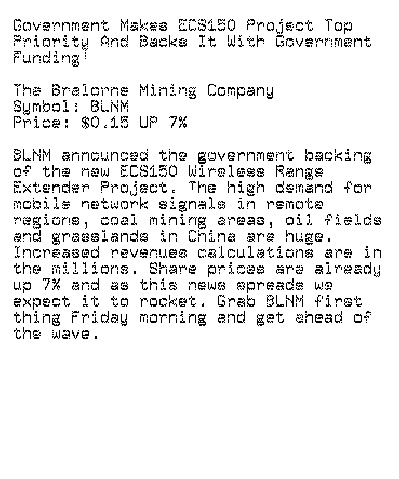 Government Makes ECS150 Project Top
Priority And Backs It With Government
Funding!
The Bralorne Mining Company
Symbol: BLNM
Price: $0.15 UP 7%
BLNM announced the government backing
of the new ECS150 Wireless Range
Extender Project. The high demand for
mobile network signals in remote
regions, coal mining areas, oil fields
and grasslands in China are huge.
Increased revenues calculations are in
the millions. Share prices are already
up 7% and as this news spreads we
expect it to rocket. Grab BLNM first
thing Friday morning and get ahead of
the wave.